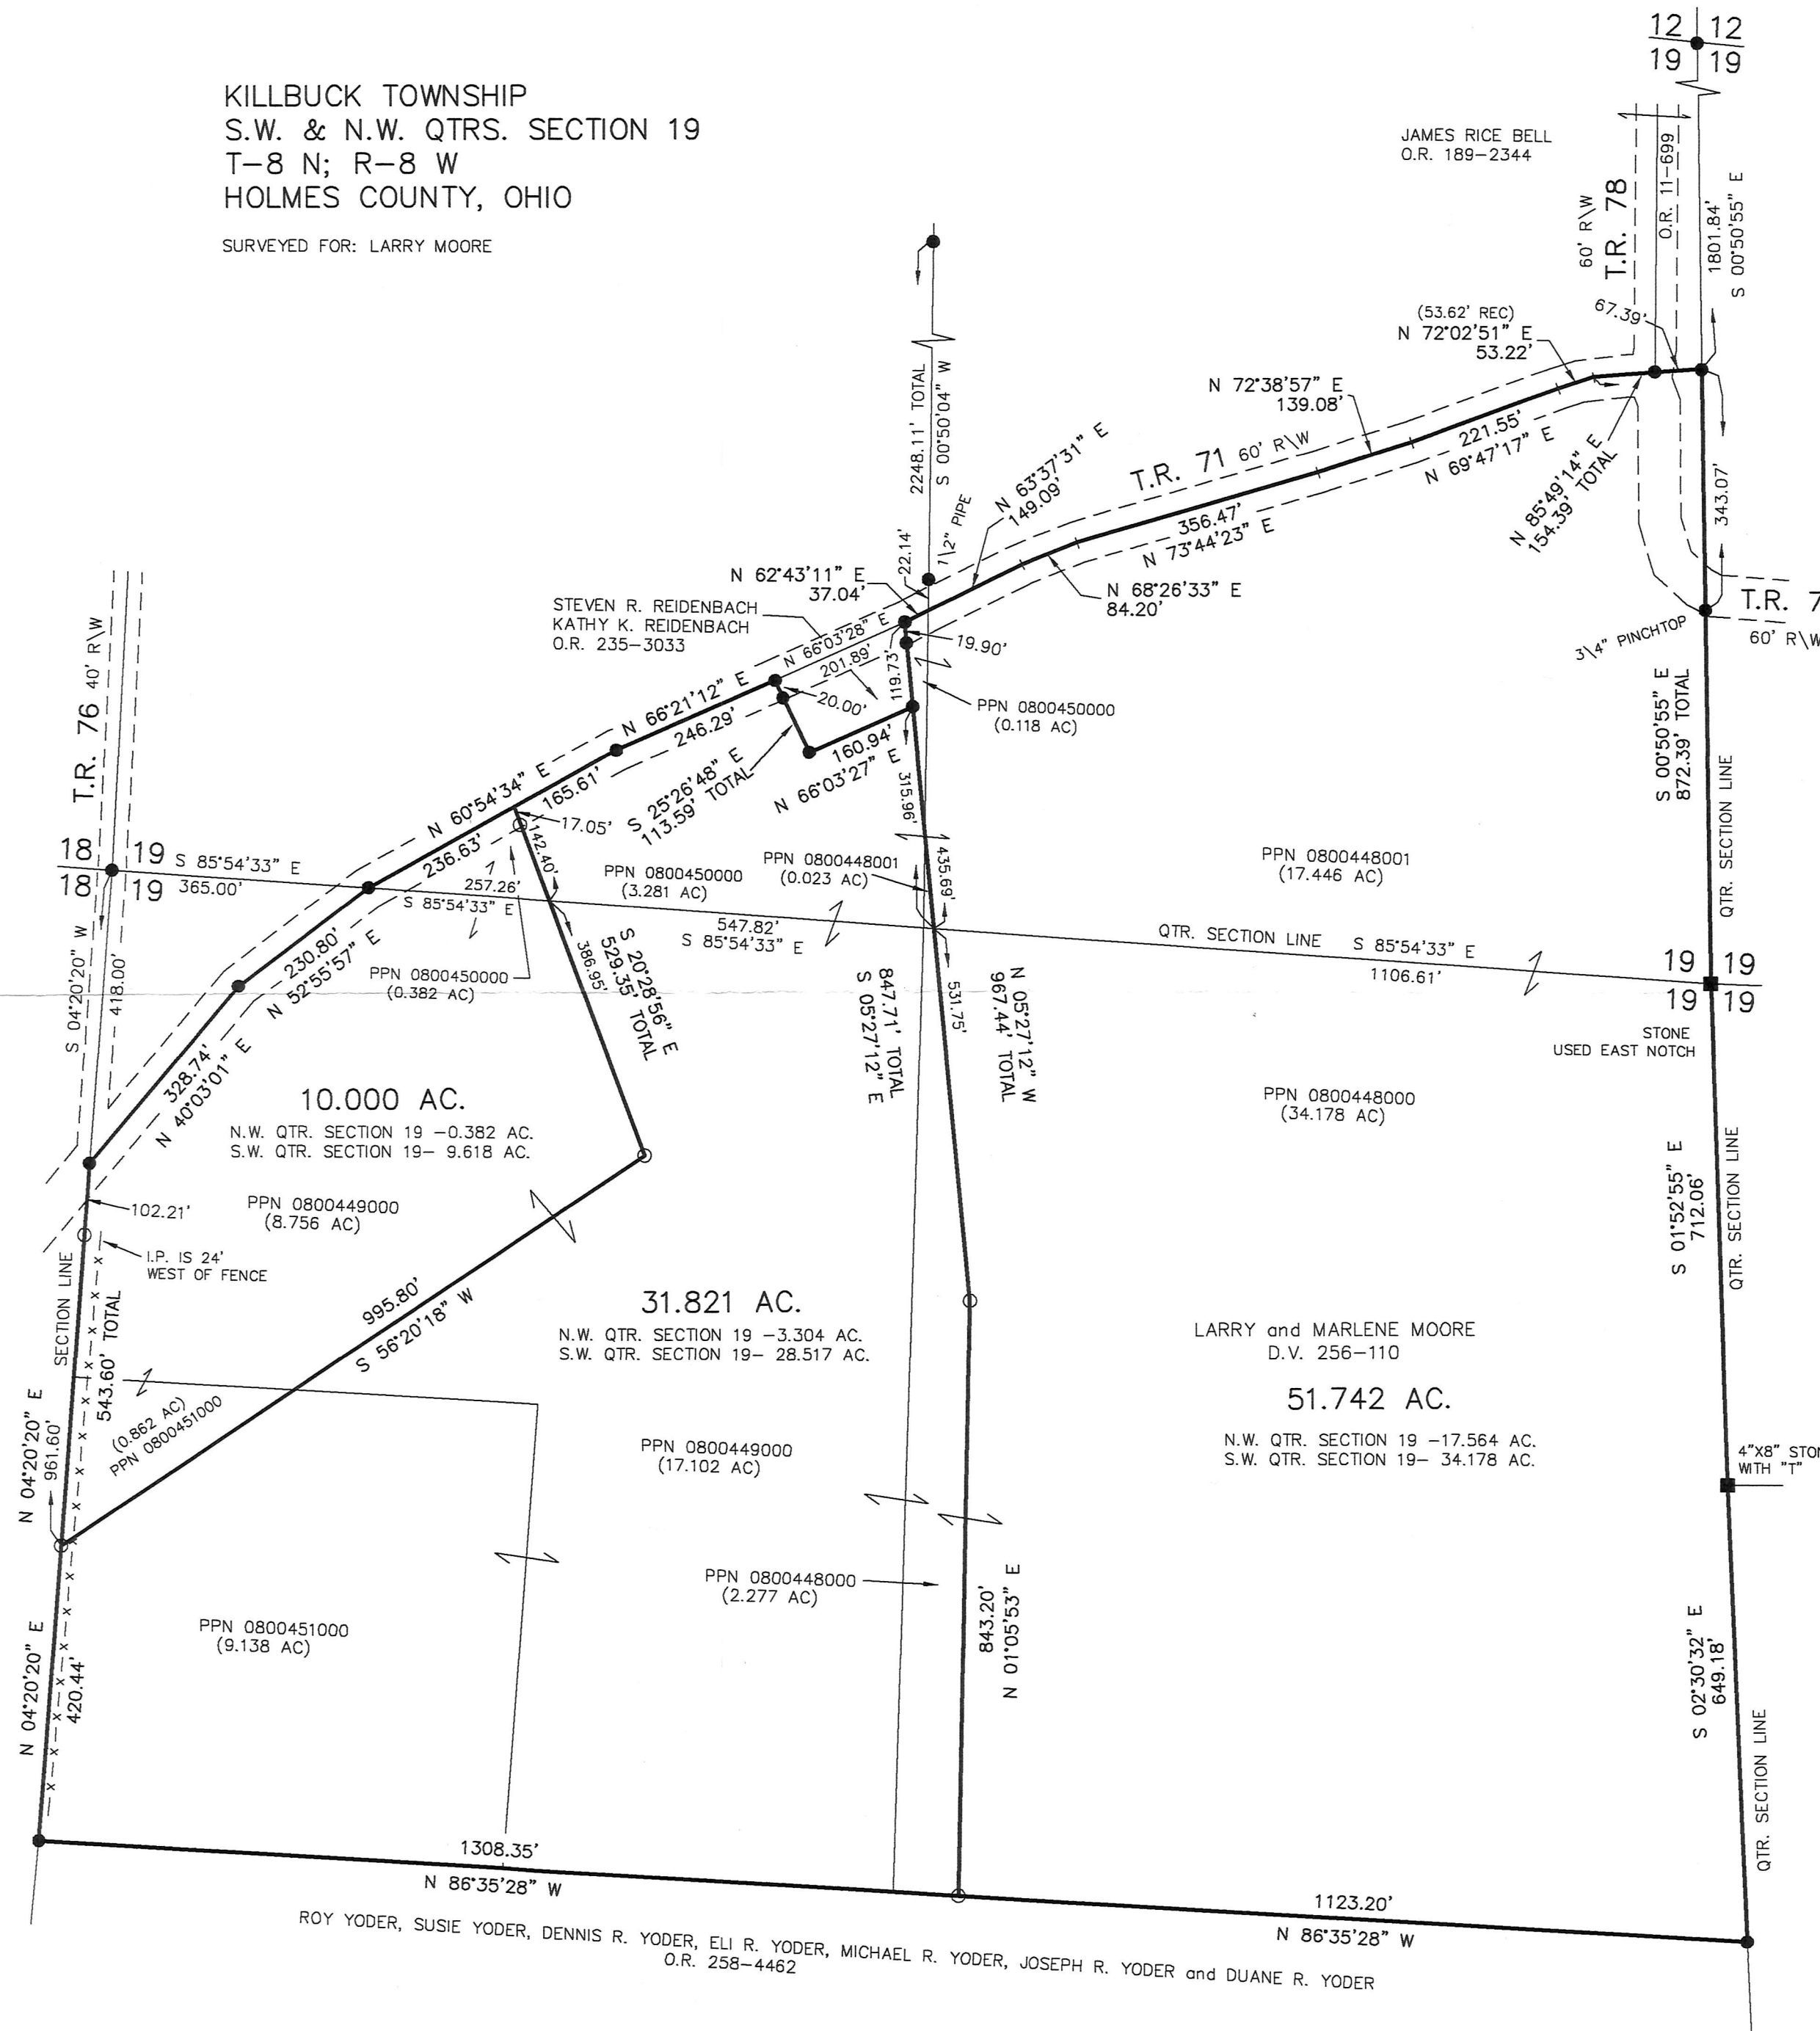 KILLBUCK TOWNSHIP
S.W. & N.W. QTRS. SECTION 19
T-8 N; R-8 W
HOLMES COUNTY, OHIO
SURVEYED FOR: LARRY MOORE
12 12
19 19
JAMES RICE BELL
O.R. 189-2344
60' R\W
T.R. 78
O.R. 11-699
1801.84'
S 00°50'55" E
67.39'
(53.62' REC)
N 72°02'51" E
53.22'
N 72°38'57" E
139.08'
221.55'
N 69°47'17" E
N 85°49'14" E
154.39' TOTAL
343.07'
2248.11' TOTAL
S 00°50'04" W
22.14'
1\2" PIPE
N 63°37'31" E
149.09'
T.R. 71 60' R\W
356.47'
N 73°44'23" E
N 68°26'33" E
84.20'
N 62°43'11" E
37.04'
STEVEN R. REIDENBACH
KATHY K. REIDENBACH
O.R. 235-3033
N 66°03'28" E
201.89'
19.90'
119.73'
20.00'
PPN 0800450000
(0.118 AC)
3\4" PINCHTOP
T.R. 7
60' R\W
T.R. 76 40' R\W
N 66°21'12" E
246.29'
160.94'
N 66°03'27" E
S 25°26'48" E
113.59' TOTAL
315.96'
N 60°54'34" E
165.61'
236.63'
17.05'
142.40'
S 00°50'55" E
872.39' TOTAL
QTR. SECTION LINE
18 19
18 19
S 85°54'33" E
365.00'
257.26'
S 85°54'33" E
PPN 0800450000
(3.281 AC)
PPN 0800448001
(0.023 AC)
435.69'
PPN 0800448001
(17.446 AC)
547.82'
S 85°54'33" E
QTR. SECTION LINE S 85°54'33" E
1106.61'
19 19
19 19
STONE
USED EAST NOTCH
S 04°20'20" W
418.00'
230.80'
N 52°55'57" E
PPN 0800450000
(0.382 AC)
386.95'
S 20°28'56" E
529.35' TOTAL
847.71' TOTAL
S 05°27'12" E
531.75'
N 05°27'12" W
967.44' TOTAL
328.74'
N 40°03'01" E
10.000 AC.
N.W. QTR. SECTION 19 -0.382 AC.
S.W. QTR. SECTION 19- 9.618 AC.
PPN 0800448000
(34.178 AC)
S 01°52'55" E
712.06'
QTR. SECTION LINE
102.21'
PPN 0800449000
(8.756 AC)
I.P. IS 24'
WEST OF FENCE
SECTION LINE
543.60' TOTAL
995.80'
S 56°20'18" W
31.821 AC.
N.W. QTR. SECTION 19 -3.304 AC.
S.W. QTR. SECTION 19- 28.517 AC.
LARRY and MARLENE MOORE
D.V. 256-110
51.742 AC.
N.W. QTR. SECTION 19 -17.564 AC.
S.W. QTR. SECTION 19- 34.178 AC.
N 04°20'20" E
961.60'
(0.862 AC)
PPN 0800451000
PPN 0800449000
(17.102 AC)
4"X8" STON
WITH "T"
PPN 0800448000
(2.277 AC)
843.20'
N 01°05'53" E
PPN 0800451000
(9.138 AC)
N 04°20'20" E
420.44'
S 02°30'32" E
649.18'
QTR. SECTION LINE
1308.35'
N 86°35'28" W
1123.20'
N 86°35'28" W
ROY YODER, SUSIE YODER, DENNIS R. YODER, ELI R. YODER, MICHAEL R. YODER, JOSEPH R. YODER and DUANE R. YODER
O.R. 258-4462